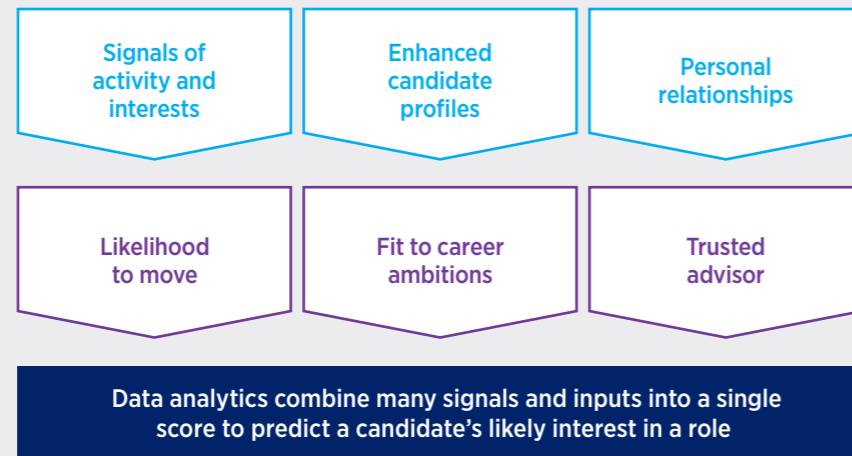 Signals of
activity and
interests
Enhanced
candidate
profiles
Personal
relationships
Likelihood
to move
Fit to career
ambitions
Trusted
advisor
Data analytics combine many signals and inputs into a single
score to predict a candidate’s likely interest in a role